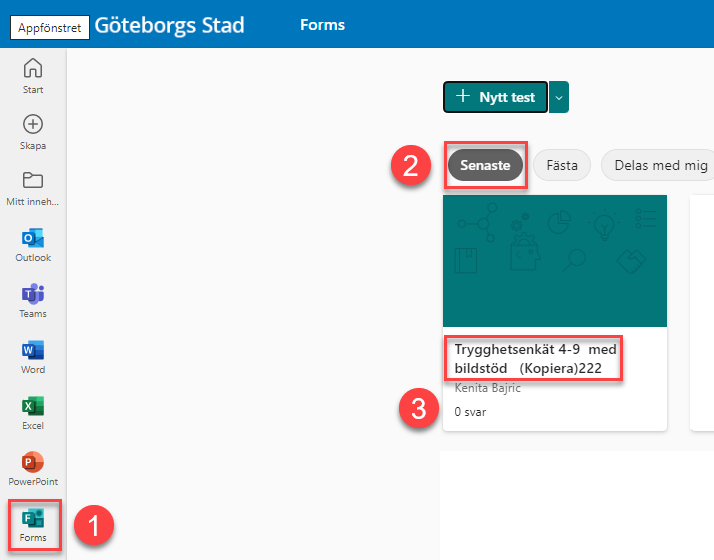 Appfönstret
Göteborgs Stad
Forms
Start
Skapa
Mitt inneh...
Outlook
Teams
Word
Excel
PowerPoint
Forms
1
+ Nytt test
2
Senaste
Fästa
Delas med mig
Trygghetsenkät 4-9 med
bildstöd (Kopiera)222
Kenita Bajric
3
0 svar